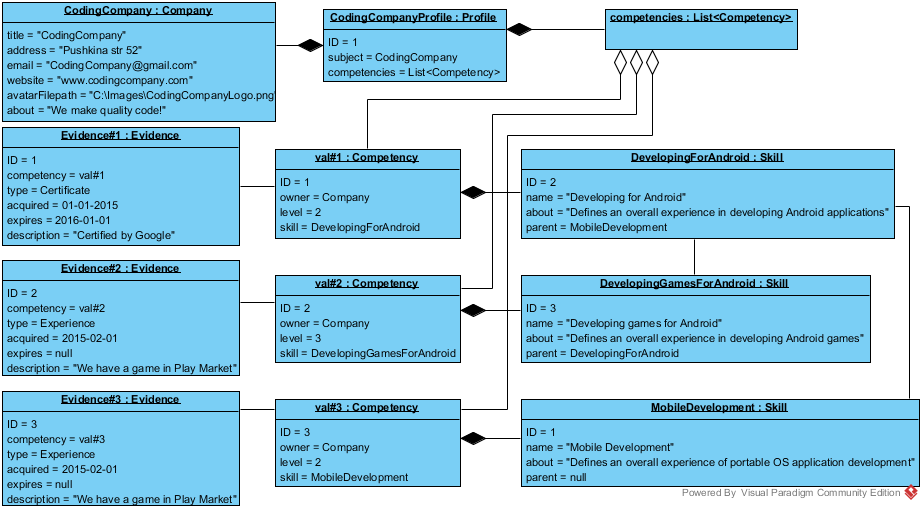 CodingCompany : Company
title = "CodingCompany"
address = "Pushkina str 52"
email = "CodingCompany@gmail.com"
website = "www.codingcompany.com"
avatarFilepath = "C:\Images\CodingCompanyLogo.png'
about = "We make quality code!"
CodingCompanyProfile : Profile
ID = 1
subject = CodingCompany
competencies = List<Competency>
competencies : List<Competency>
Evidence#1 : Evidence
ID = 1
competency = val#1
type = Certificate
acquired = 01-01-2015
expires = 2016-01-01
description = "Certified by Google"
val#1 : Competency
ID = 1
owner = Company
level = 2
skill = DevelopingForAndroid
DevelopingForAndroid : Skill
ID = 2
name = "Developing for Android"
about = "Defines an overall experience in developing Android applications"
parent = MobileDevelopment
Evidence#2 : Evidence
ID = 2
competency = val#2
type = Experience
acquired = 2015-02-01
expires = null
description = "We have a game in Play Market"
val#2 : Competency
ID = 2
owner = Company
level = 3
skill = DevelopingGamesForAndroid
DevelopingGamesForAndroid : Skill
ID = 3
name = "Developing games for Android"
about = "Defines an overall experience in developing Android games"
parent = DevelopingForAndroid
Evidence#3 : Evidence
ID = 3
competency = val#3
type = Experience
acquired = 2015-02-01
expires = null
description = "We have a game in Play Market"
val#3 : Competency
ID = 3
owner = Company
level = 2
skill = MobileDevelopment
MobileDevelopment : Skill
ID = 1
name = "Mobile Development"
about = "Defines an overall experience of portable OS application development"
parent = null
Powered By Visual Paradigm Community Edition